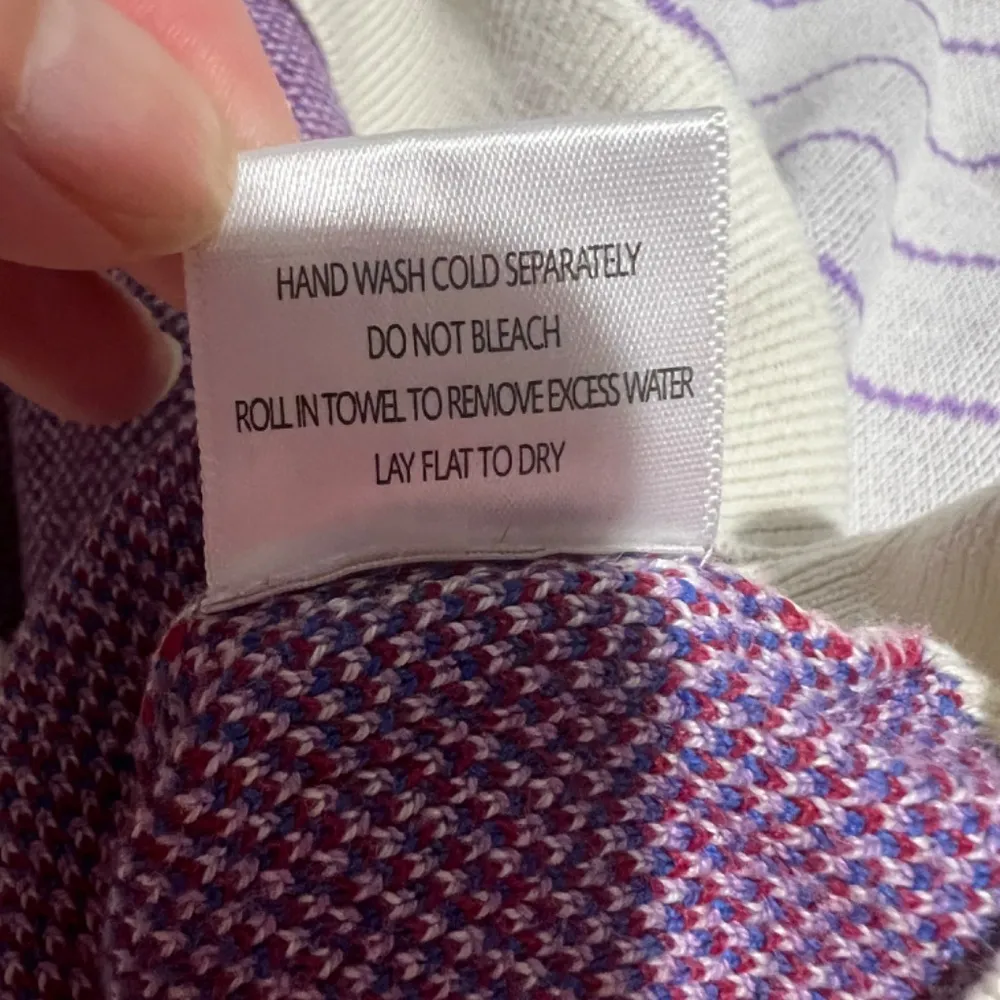 HAND WASH COLD SEPARATELY
DO NOT BLEACH
ROLL IN TOWEL TO REMOVE EXCESS WATER
LAY FLAT TO DRY